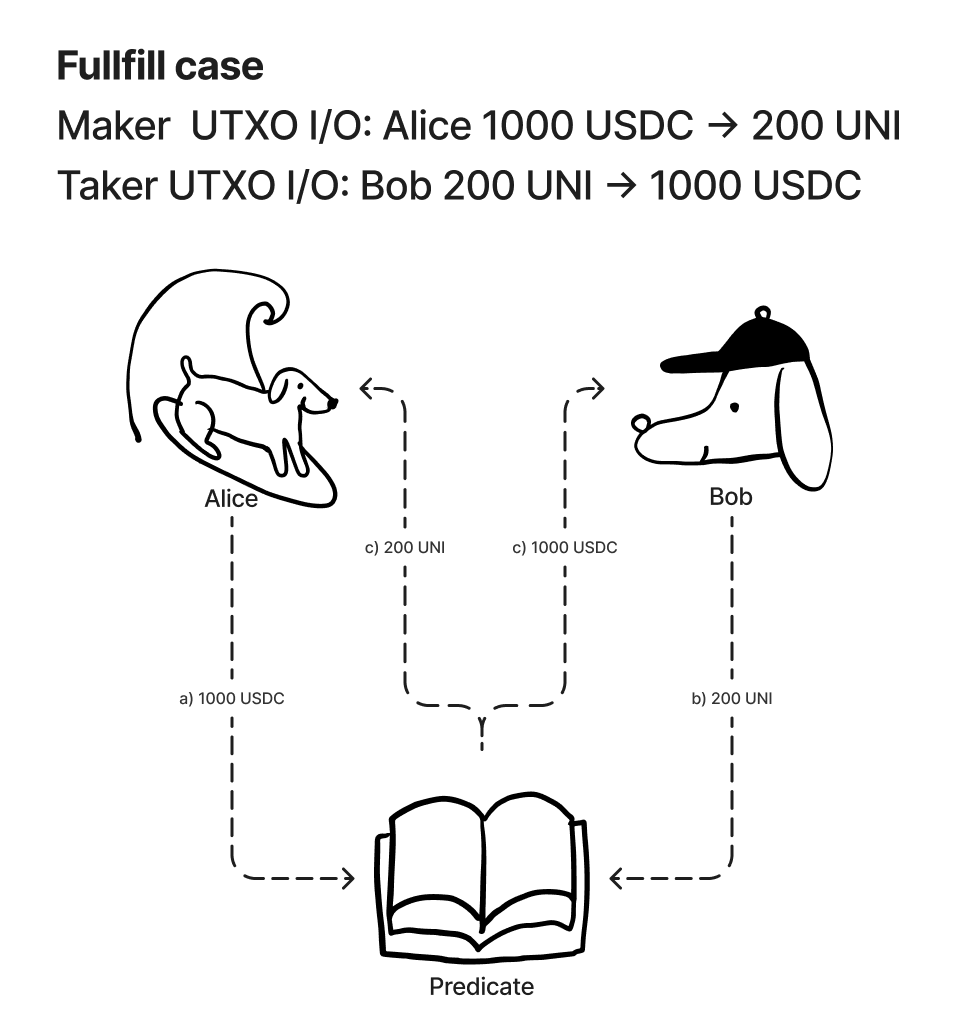 Fullfill case
Maker UTXO I/O: Alice 1000 USDC → 200 UNI
Taker UTXO I/O: Bob 200 UNI → 1000 USDC
Alice
Bob
c) 200 UNI
c) 1000 USDC
a) 1000 USDC
b) 200 UNI
Predicate